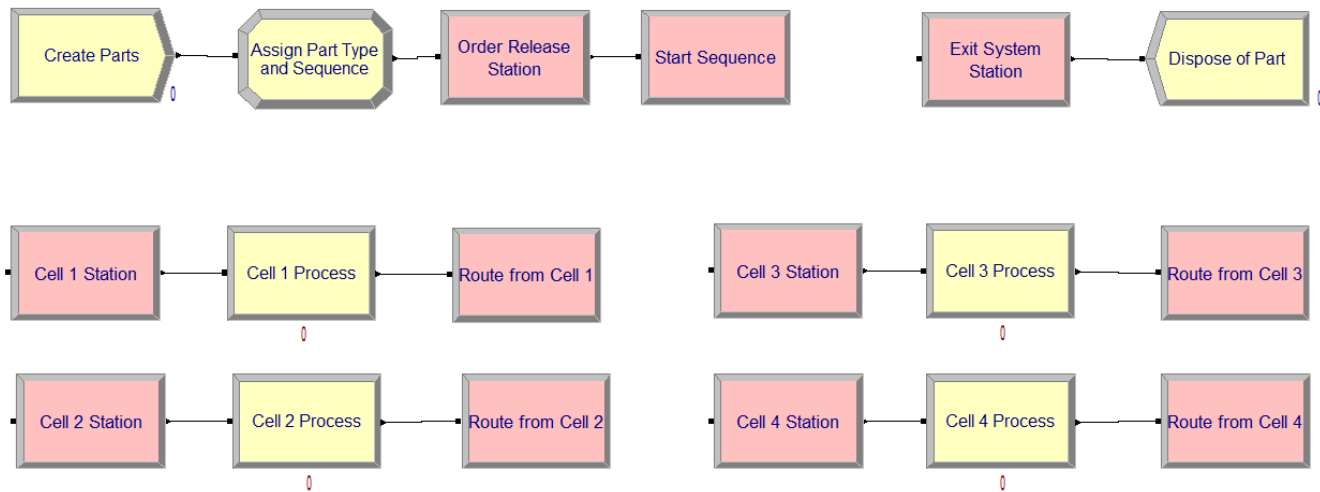 Create Parts
0
Assign Part Type
and Sequence
Order Release
Station
Start Sequence
Exit System
Station
Dispose of Part
0
Cell 1 Station
Cell 1 Process
0
Route from Cell 1
Cell 3 Station
Cell 3 Process
0
Route from Cell 3
Cell 2 Station
Cell 2 Process
0
Route from Cell 2
Cell 4 Station
Cell 4 Process
0
Route from Cell 4